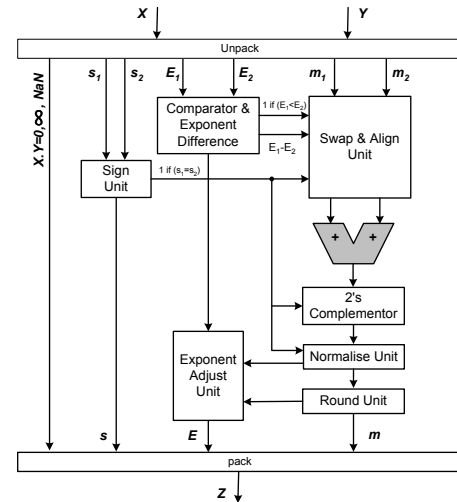 X
Y
Unpack
X.Y=0,∞, NaN
s1
s2
E1
E2
m1
m2
Comparator &
Exponent
Difference
1 if (E1<E2)
E1-E2
Swap & Align
Unit
Sign
Unit
1 if (s1=s2)
+
+
2's
Complementor
Exponent
Adjust
Unit
Normalise Unit
Round Unit
s
E
m
pack
Z